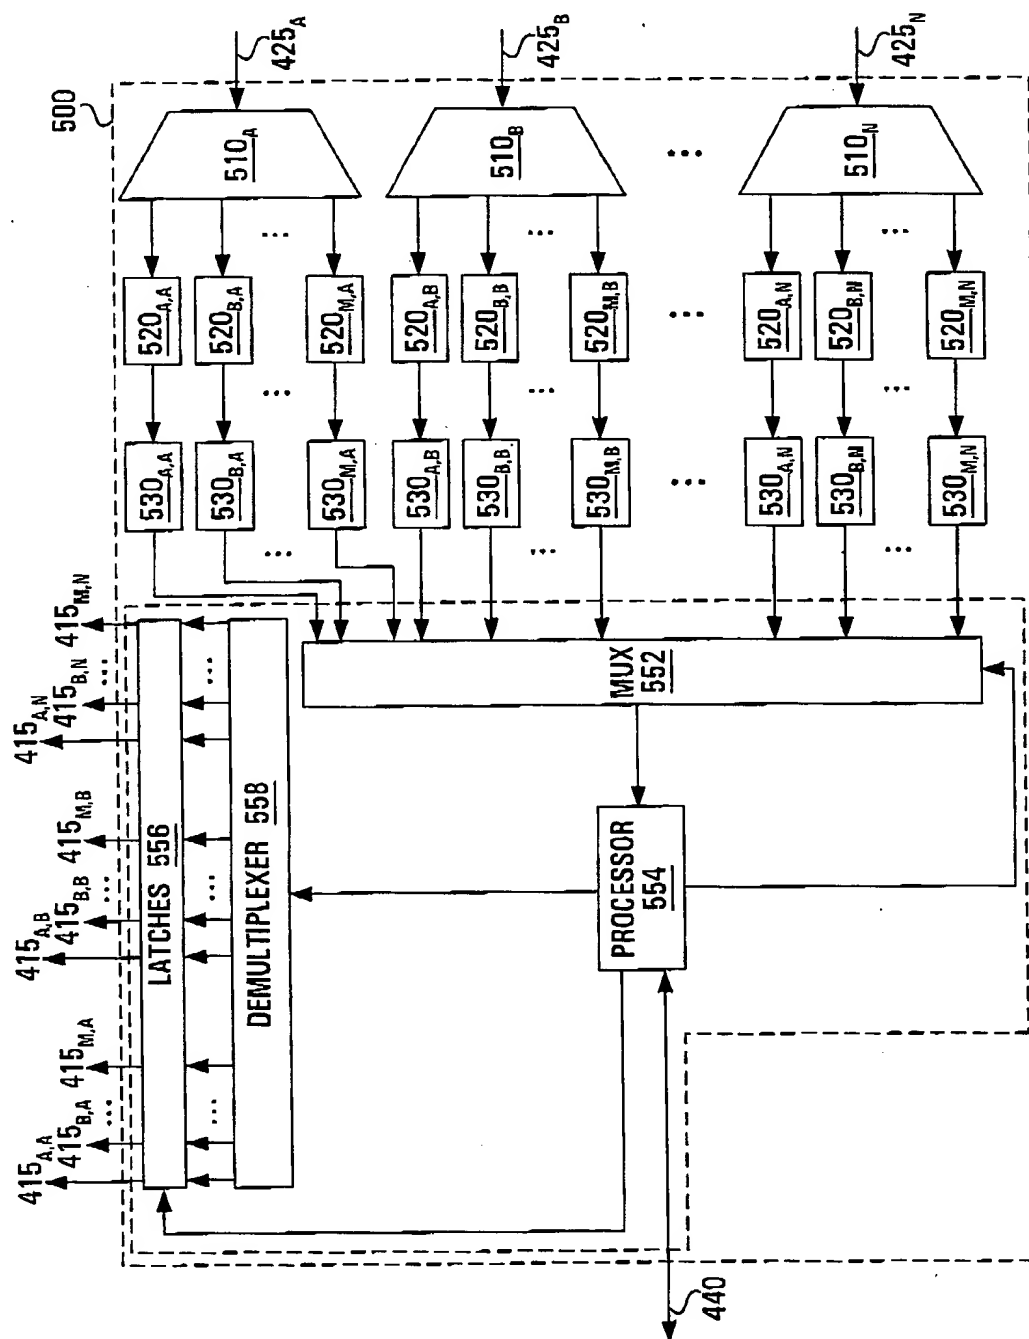 500
425A
425B
425N
510A
510B
...
510N
...
...
...
520A,A
520B,A
520M,A
520A,B
520B,B
520M,B
...
520A,N
520B,N
520M,N
...
...
...
530A,A
530B,A
530M,A
530A,B
530B,B
530M,B
...
530A,N
530B,N
530M,N
...
...
...
MUX
552
PROCESSOR
554
DEMULTIPLEXER 558
LATCHES 556
...
...
...
415A,A
415B,A
...
415M,A
415A,B
415B,B
...
415M,B
415A,N
415B,N
...
415M,N
440